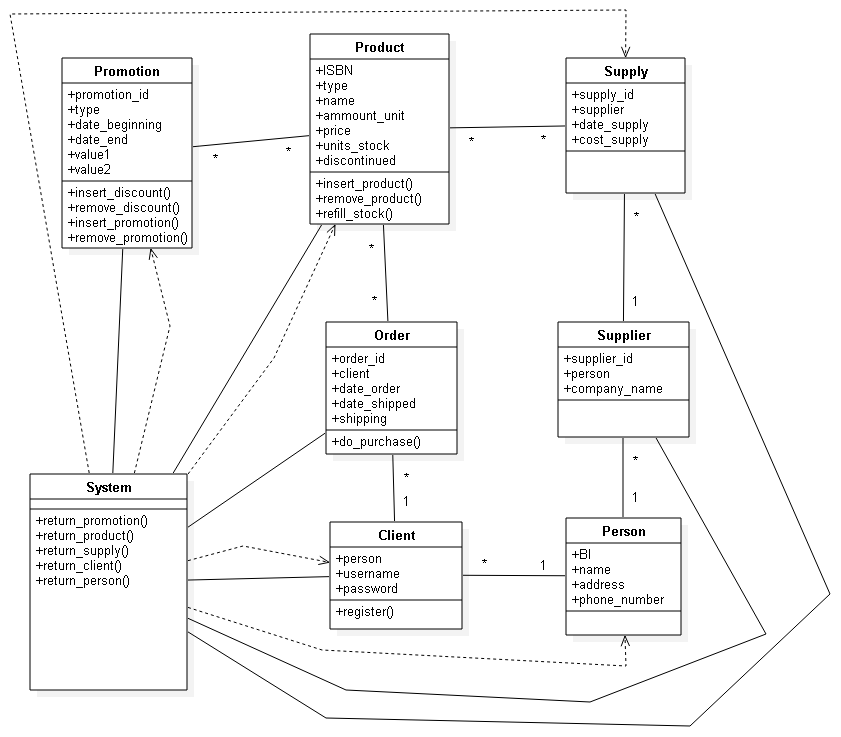 Promotion
+promotion_id
+type
+date_beginning
+date_end
+value1
+value2
+insert_discount()
+remove_discount()
+insert_promotion()
+remove_promotion()
*
*
Product
+ISBN
+type
+name
+ammount_unit
+price
+units_stock
+discontinued
+insert_product()
+remove_product()
+refill_stock()
*
*
Supply
+supply_id
+supplier
+date_supply
+cost_supply
*
1
*
*
Order
+order_id
+client
+date_order
+date_shipped
+shipping
+do_purchase()
*
1
Supplier
+supplier_id
+person
+company_name
*
1
System
+return_promotion()
+return_product()
+return_supply()
+return_client()
+return_person()
Client
+person
+username
+password
+register()
*
1
Person
+BI
+name
+address
+phone_number